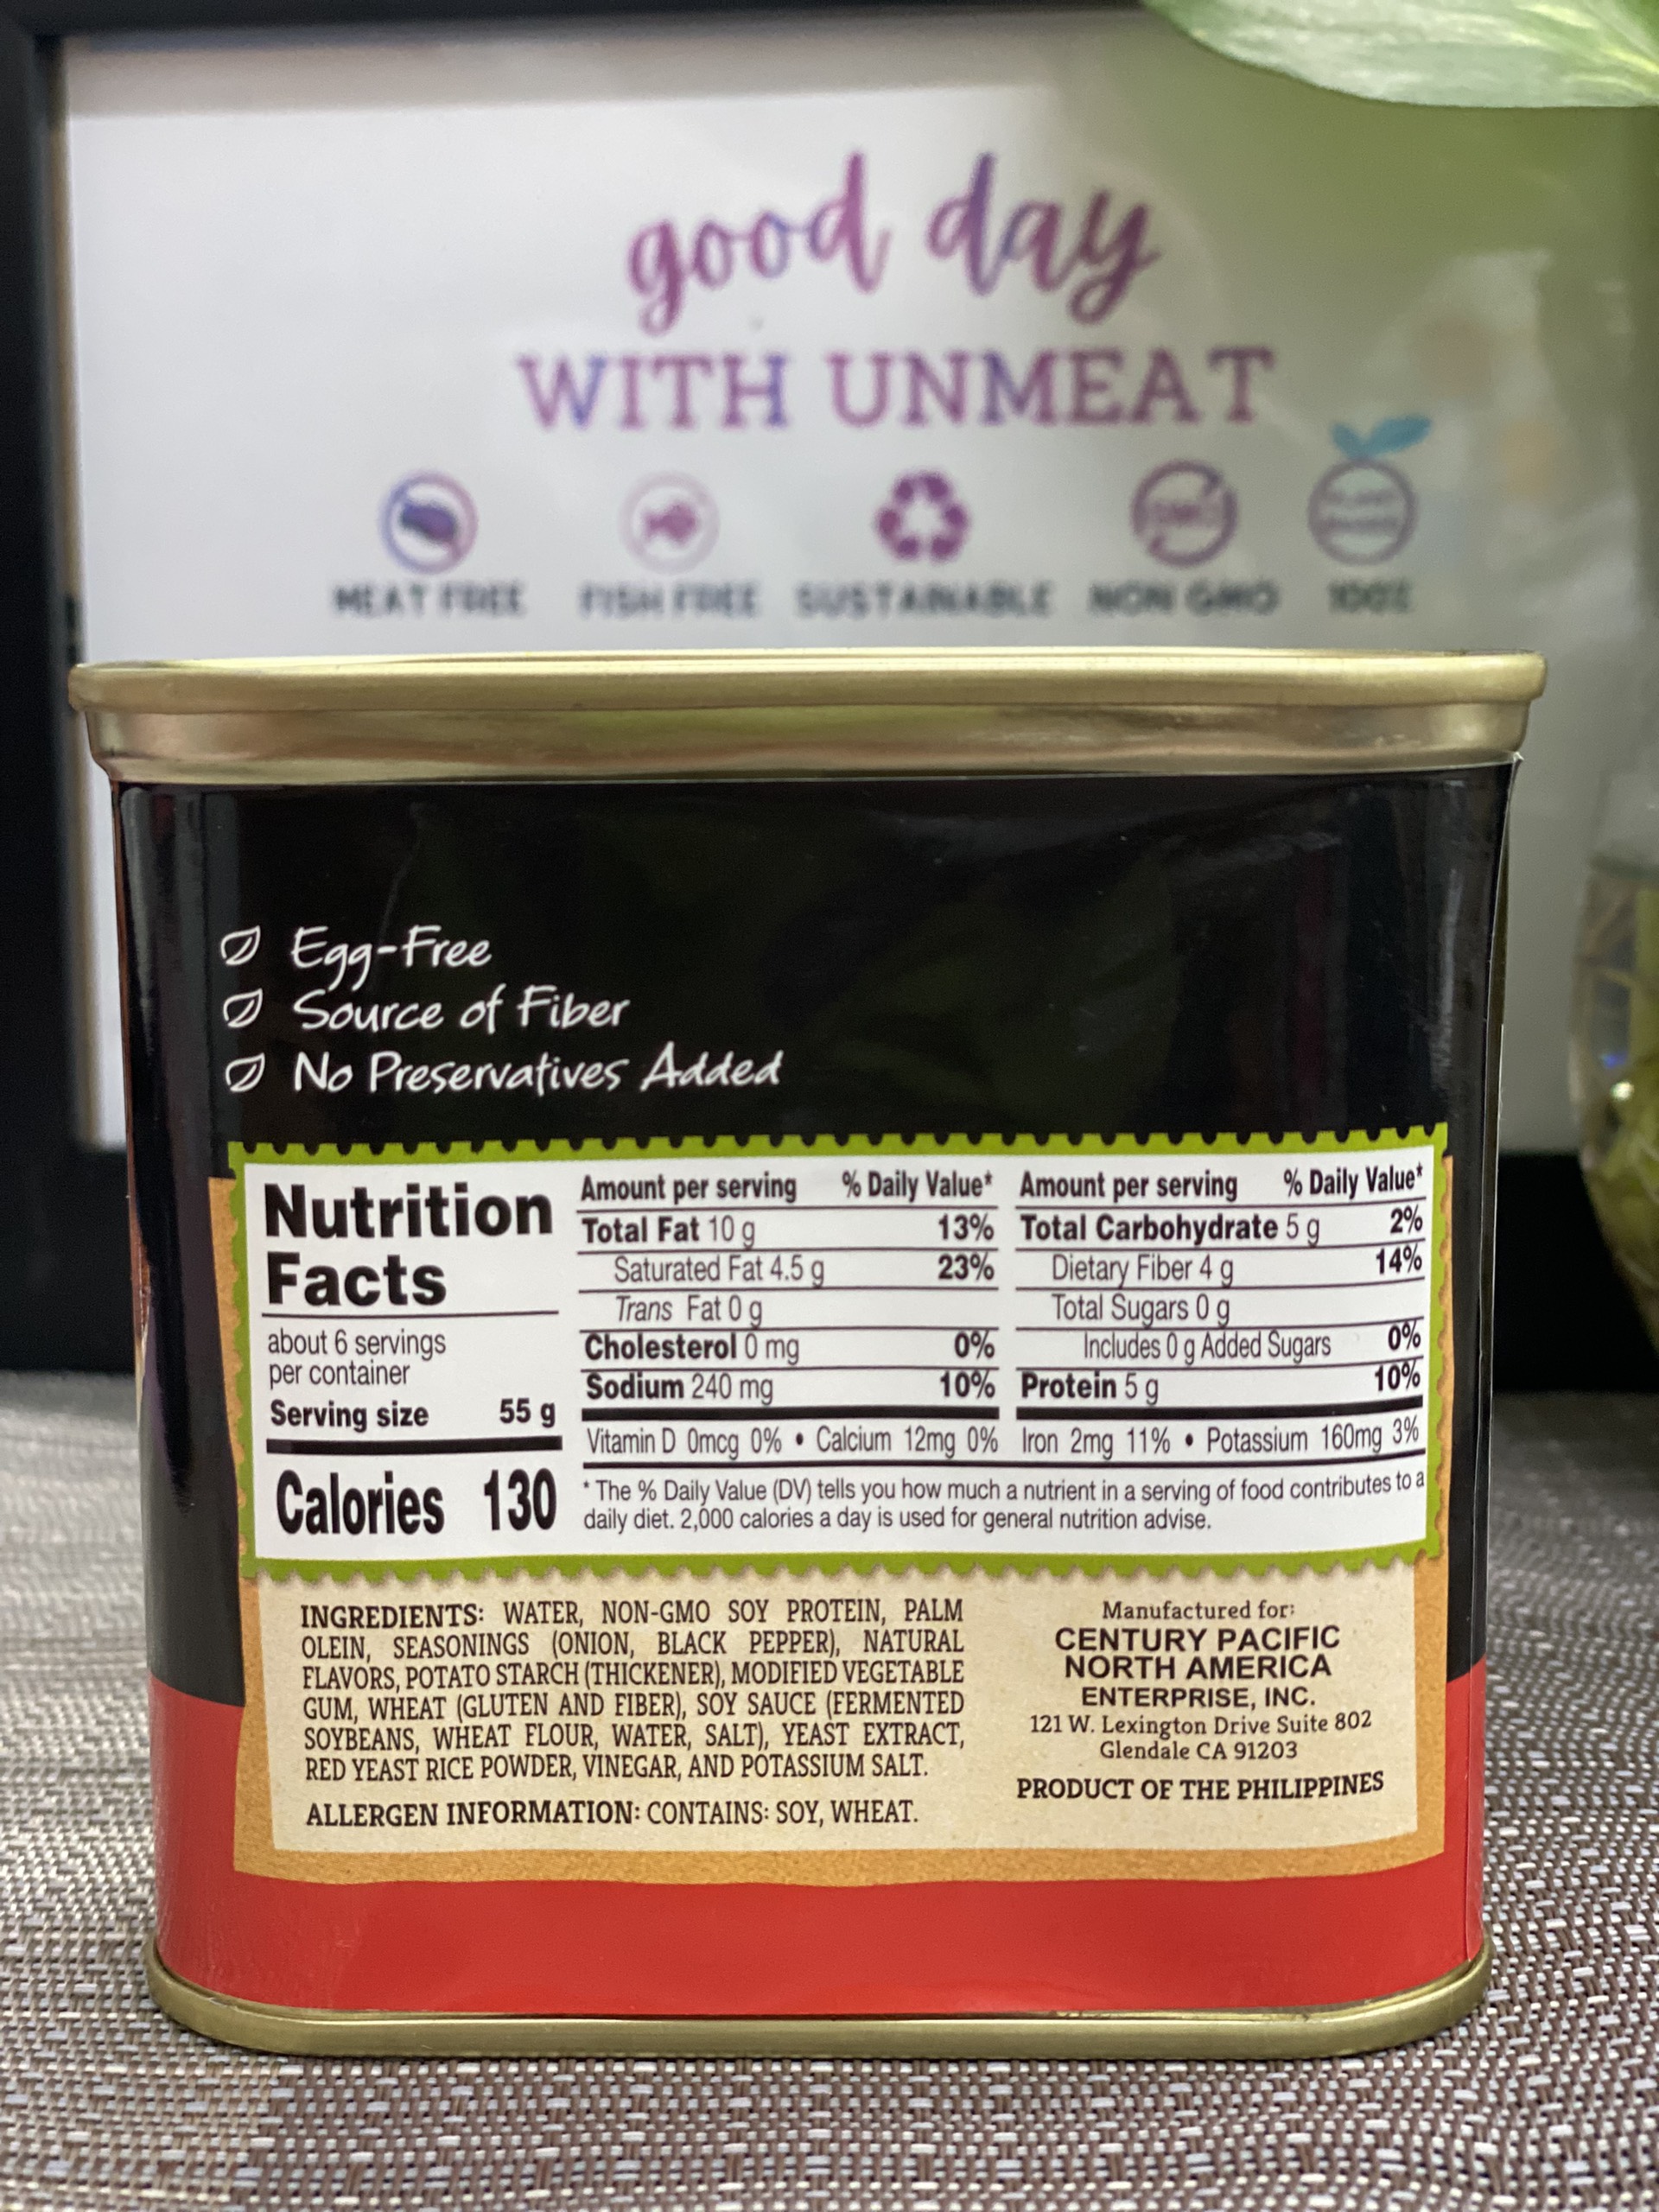 good day
WITH UNMEAT
MEAT FREE FISH FREE SUSTAINABLE NON GMO 100%
GMO
PLANT
BASED
Egg-Free
Source of Fiber
No Preservatives Added
Nutrition
Facts
about 6 servings
per container
Serving size 55 g
Calories 130
Amount per serving % Daily Value*
Total Fat 10 g 13%
Saturated Fat 4.5 g 23%
Trans Fat 0 g
Cholesterol 0 mg 0%
Sodium 240 mg 10%
Amount per serving % Daily Value*
Total Carbohydrate 5 g 2%
Dietary Fiber 4 g 14%
Total Sugars 0 g
Includes 0 g Added Sugars 0%
Protein 5 g 10%
Vitamin D 0mcg 0% • Calcium 12mg 0% Iron 2mg 11% • Potassium 160mg 3%
* The % Daily Value (DV) tells you how much a nutrient in a serving of food contributes to a
daily diet. 2,000 calories a day is used for general nutrition advise.
INGREDIENTS: WATER, NON-GMO SOY PROTEIN, PALM
OLEIN, SEASONINGS (ONION, BLACK PEPPER), NATURAL
FLAVORS, POTATO STARCH (THICKENER), MODIFIED VEGETABLE
GUM, WHEAT (GLUTEN AND FIBER), SOY SAUCE (FERMENTED
SOYBEANS, WHEAT FLOUR, WATER, SALT), YEAST EXTRACT,
RED YEAST RICE POWDER, VINEGAR, AND POTASSIUM SALT.
ALLERGEN INFORMATION: CONTAINS: SOY, WHEAT.
Manufactured for:
CENTURY PACIFIC
NORTH AMERICA
ENTERPRISE, INC.
121 W. Lexington Drive Suite 802
Glendale CA 91203
PRODUCT OF THE PHILIPPINES